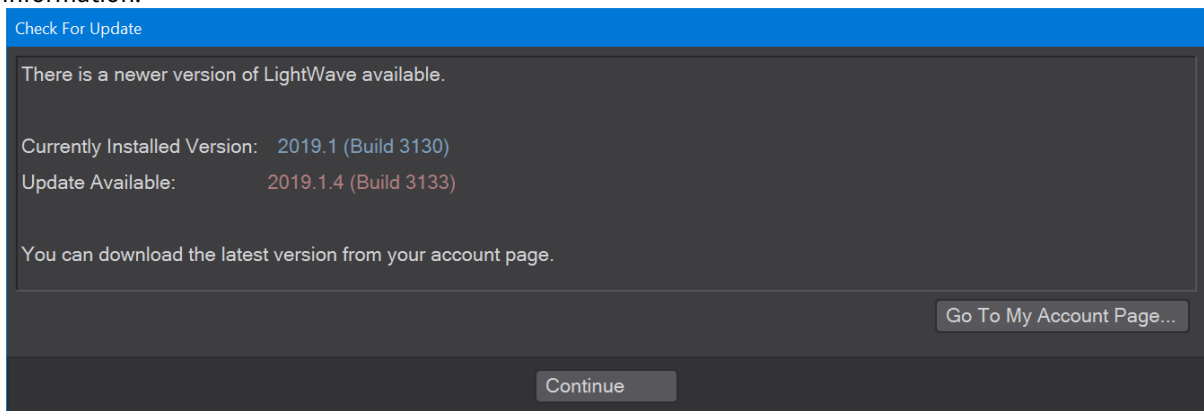 information.
Check For Update
There is a newer version of LightWave available.
Currently Installed Version: 2019.1 (Build 3130)
Update Available: 2019.1.4 (Build 3133)
You can download the latest version from your account page.
Go To My Account Page...
Continue